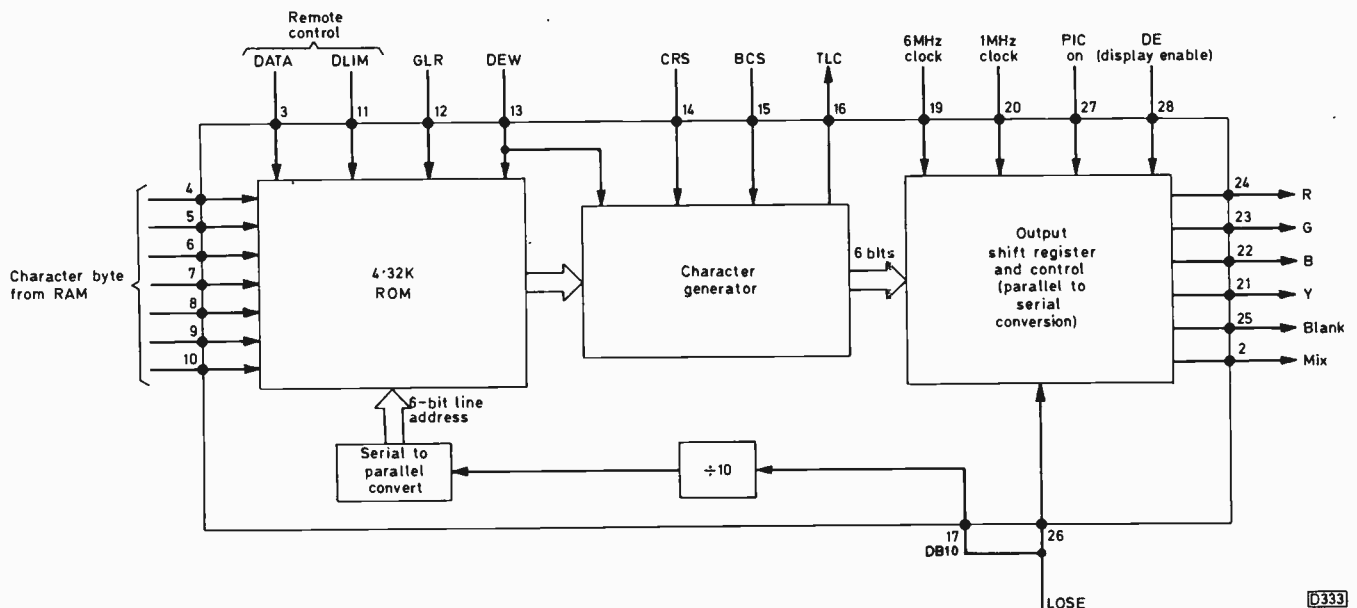 Remote
control
DATA
DLIM
GLR
DEW
CRS
BCS
TLC
6MHz
clock
1MHz
clock
PIC
on
DE
(display enable)
3
11
12
13
14
15
16
19
20
27
28
Character byte
from RAM
4
5
6
7
8
9
10
4·32K
ROM
Character
generator
6 bits
Output
shift register
and control
(parallel to
serial
conversion)
24
R
23
G
22
B
21
Y
25
Blank
2
Mix
6-bit line
address
Serial to
parallel
convert
÷10
17
DB10
26
LOSE
D333